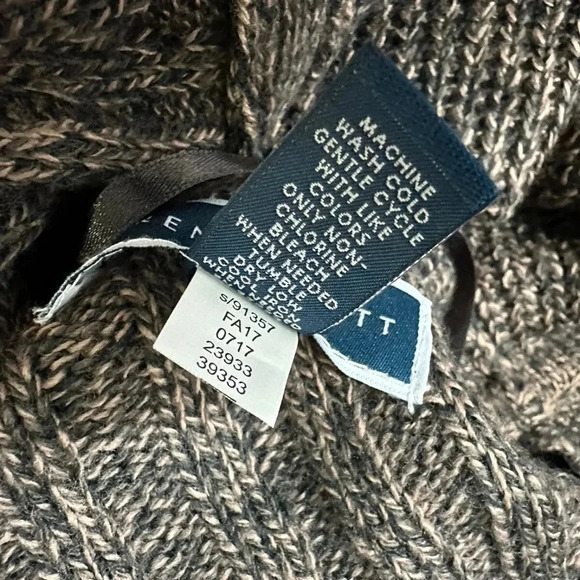 MACHINE
WASH COLD
GENTLE CYCLE
WITH LIKE
COLORS
ONLY NON-
CHLORINE
BLEACH
WHEN NEEDED
TUMBLE
DRY LOW
COOL IRON
WHEN NEEDED
s/91357
FA17
0717
23933
39353
LEN
TT